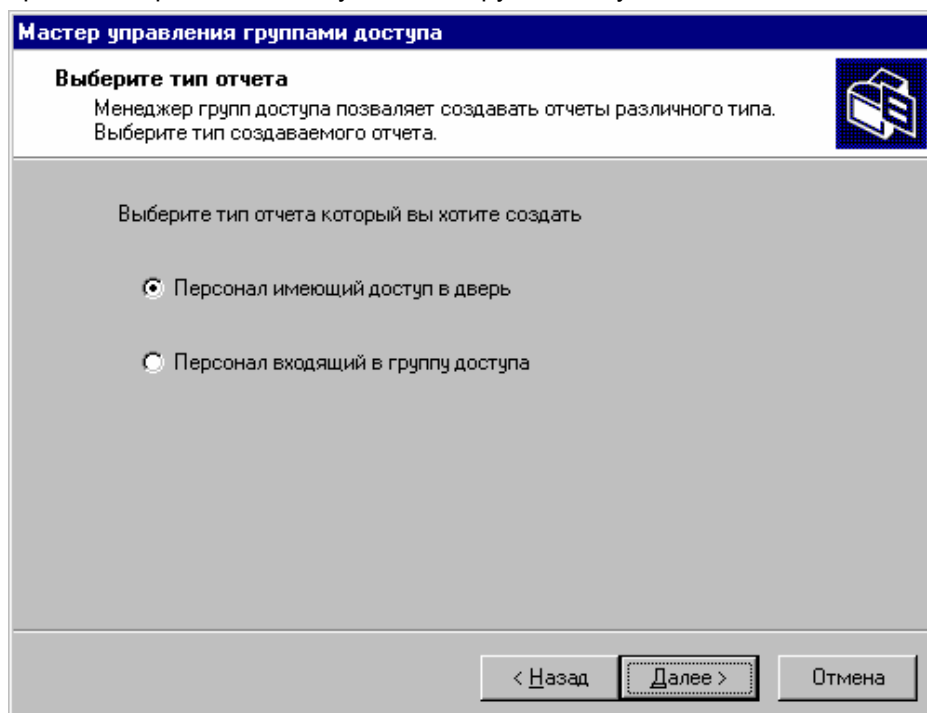 Мастер управления группами доступа
Выберите тип отчета
Менеджер групп доступа позваляет создавать отчеты различного типа.
Выберите тип создаваемого отчета.
Выберите тип отчета который вы хотите создать
Персонал имеющий доступ в дверь
Персонал входящий в группу доступа
< Назад Далее > Отмена